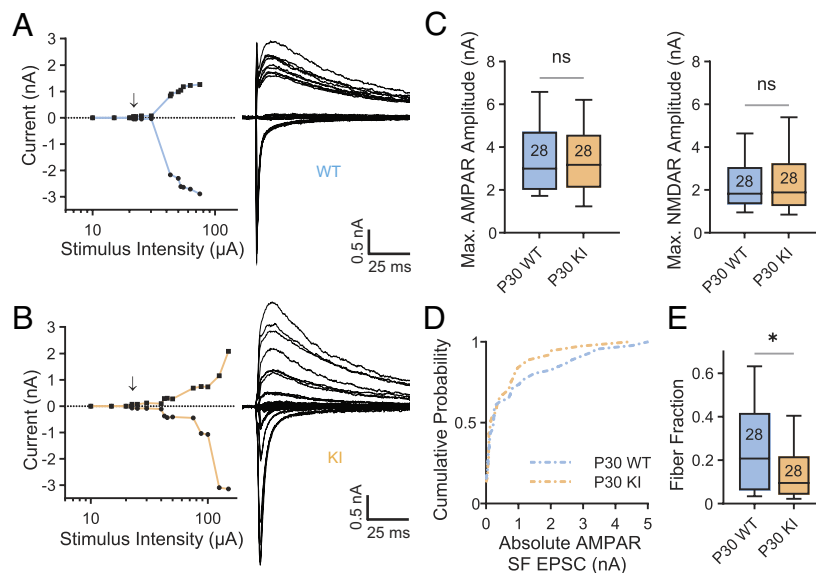 A
3
2
1
0
-1
-2
-3
Current (nA)
↓
10
100
Stimulus Intensity (µA)
WT
0.5 nA
25 ms
B
3
2
1
0
-1
-2
-3
Current (nA)
↓
10
100
Stimulus Intensity (µA)
KI
0.5 nA
25 ms
C
Max. AMPAR Amplitude (nA)
8
6
4
2
0
ns
28
28
P30 WT
P30 KI
Max. NMDAR Amplitude (nA)
8
6
4
2
0
ns
28
28
P30 WT
P30 KI
D
Cumulative Probability
1
0.5
0
0
1
2
3
4
5
P30 WT
P30 KI
Absolute AMPAR
SF EPSC (nA)
E
Fiber Fraction
0.6
0.4
0.2
0
*
28
28
P30 WT
P30 KI